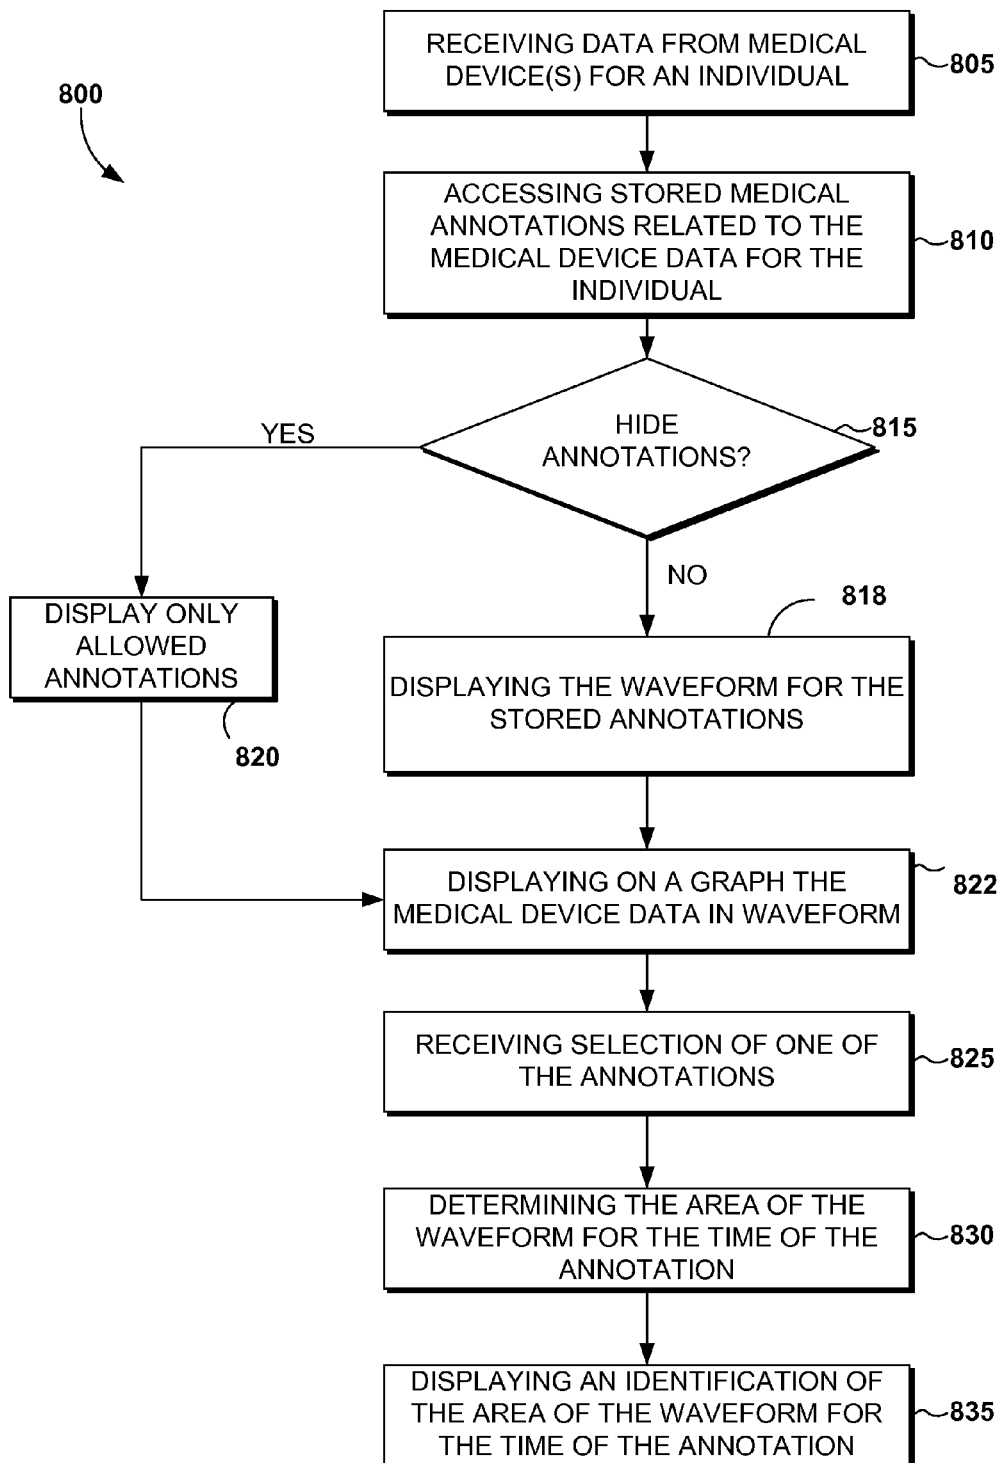 RECEIVING DATA FROM MEDICAL
DEVICE(S) FOR AN INDIVIDUAL
805
800
ACCESSING STORED MEDICAL
ANNOTATIONS RELATED TO THE
MEDICAL DEVICE DATA FOR THE
INDIVIDUAL
810
HIDE
ANNOTATIONS?
815
YES
NO
DISPLAY ONLY
ALLOWED
ANNOTATIONS
820
818
DISPLAYING THE WAVEFORM FOR THE
STORED ANNOTATIONS
DISPLAYING ON A GRAPH THE
MEDICAL DEVICE DATA IN WAVEFORM
822
RECEIVING SELECTION OF ONE OF
THE ANNOTATIONS
825
DETERMINING THE AREA OF THE
WAVEFORM FOR THE TIME OF THE
ANNOTATION
830
DISPLAYING AN IDENTIFICATION OF
THE AREA OF THE WAVEFORM FOR
THE TIME OF THE ANNOTATION
835